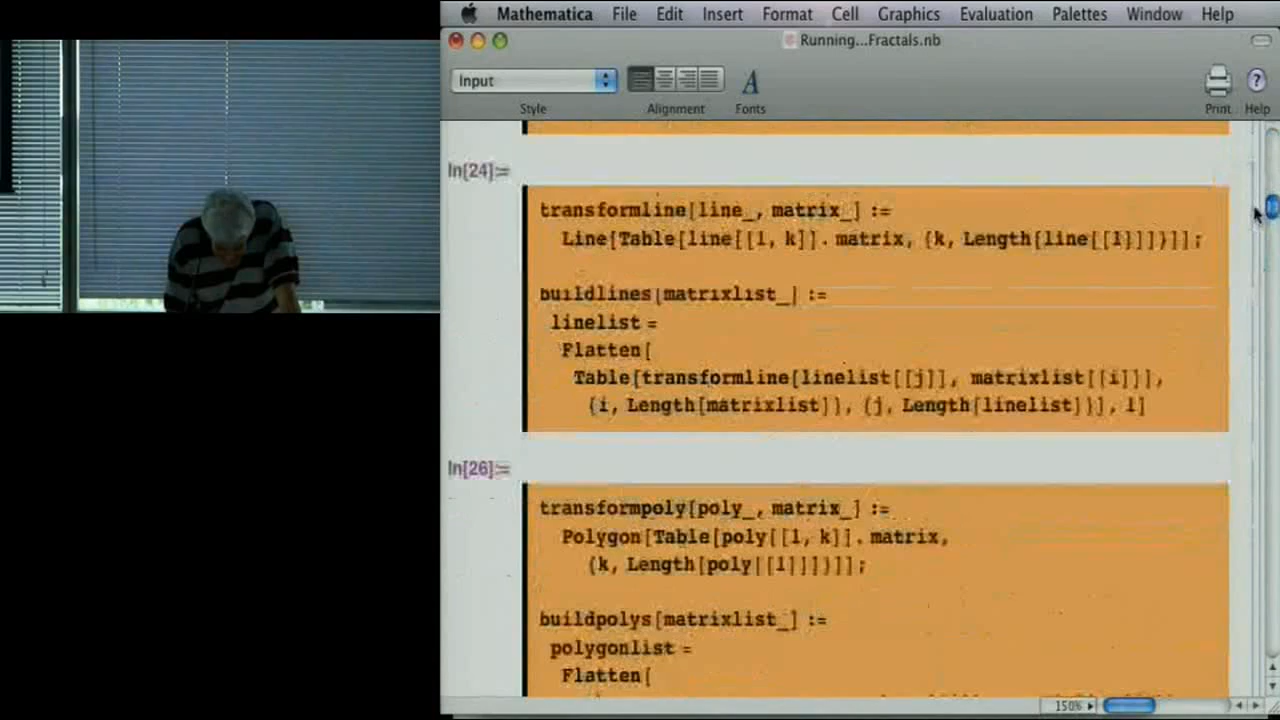 Mathematica File Edit Insert Format Cell Graphics Evaluation Palettes Window Help
Running...Fractals.nb
Input
Style Alignment Fonts Print Help
In[24]:=
transformline[line_, matrix_] :=
Line[Table[line[[1, k]]. matrix, {k, Length[line[[1]]]}]];
buildlines[matrixlist_] :=
linelist =
Flatten[
Table[transformline[linelist[[j]], matrixlist[[i]]],
{i, Length[matrixlist]}, {j, Length[linelist]}], 1]
In[26]:=
transformpoly[poly_, matrix_] :=
Polygon[Table[poly[[1, k]]. matrix,
{k, Length[poly[[1]]]}]];
buildpolys[matrixlist_] :=
polygonlist =
Flatten[
150%